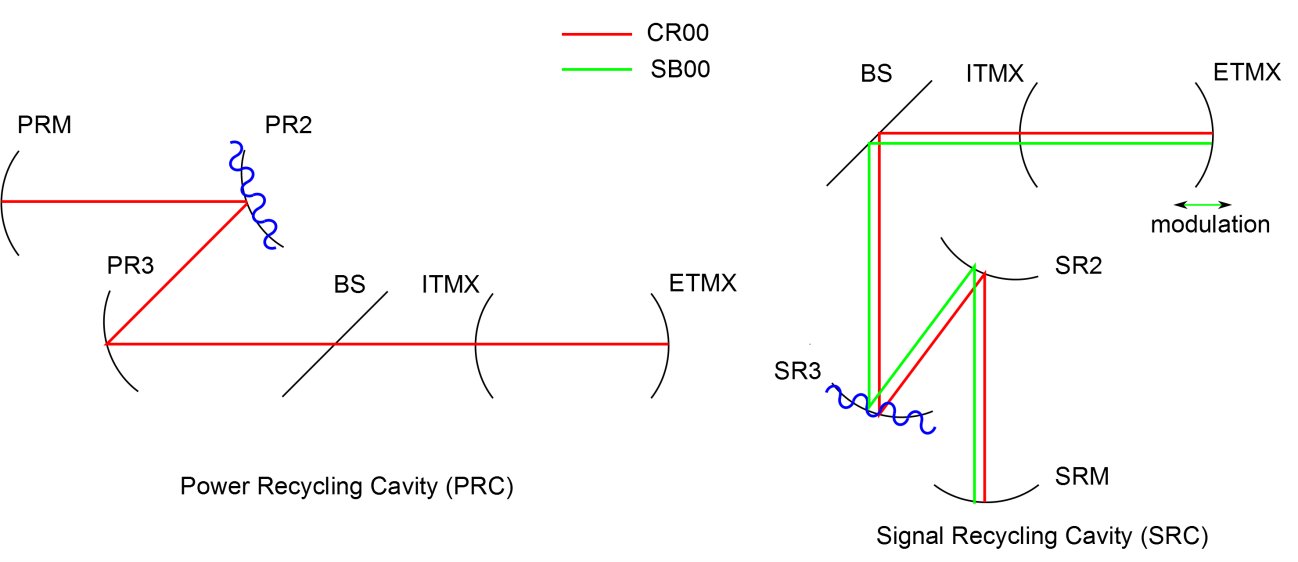 CR00
SB00
PRM
PR2
PR3
BS
ITMX
ETMX
Power Recycling Cavity (PRC)
BS
ITMX
ETMX
modulation
SR2
SR3
SRM
Signal Recycling Cavity (SRC)